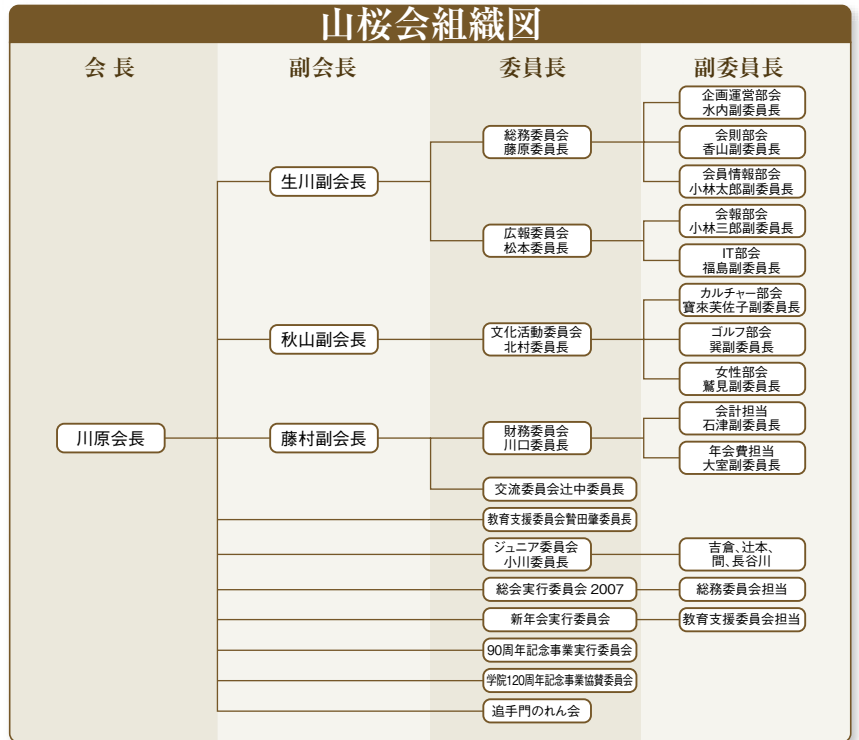 山桜会組織図
会 長
副会長
委員長
副委員長
川原会長
生川副会長
総務委員会
藤原委員長
企画運営部会
水内副委員長
会則部会
香山副委員長
会員情報部会
小林太郎副委員長
広報委員会
松本委員長
会報部会
小林三郎副委員長
IT部会
福島副委員長
秋山副会長
文化活動委員会
北村委員長
カルチャー部会
寶來芙佐子副委員長
ゴルフ部会
巽副委員長
女性部会
鷲見副委員長
藤村副会長
財務委員会
川口委員長
会計担当
石津副委員長
年会費担当
大室副委員長
交流委員会辻中委員長
教育支援委員会贄田肇委員長
ジュニア委員会
小川委員長
吉倉、辻本、
間、長谷川
総会実行委員会 2007
総務委員会担当
新年会実行委員会
教育支援委員会担当
90周年記念事業実行委員会
学院120周年記念事業協賛委員会
追手門のれん会